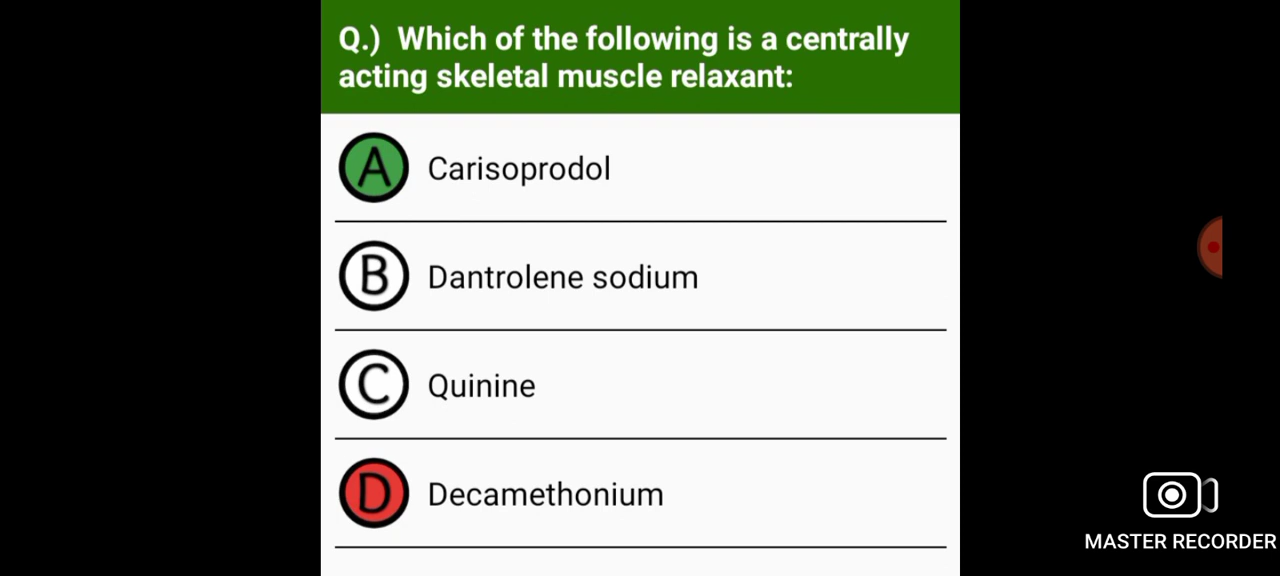 Q.) Which of the following is a centrally
acting skeletal muscle relaxant:
A Carisoprodol
B Dantrolene sodium
C Quinine
D Decamethonium
MASTER RECORDER